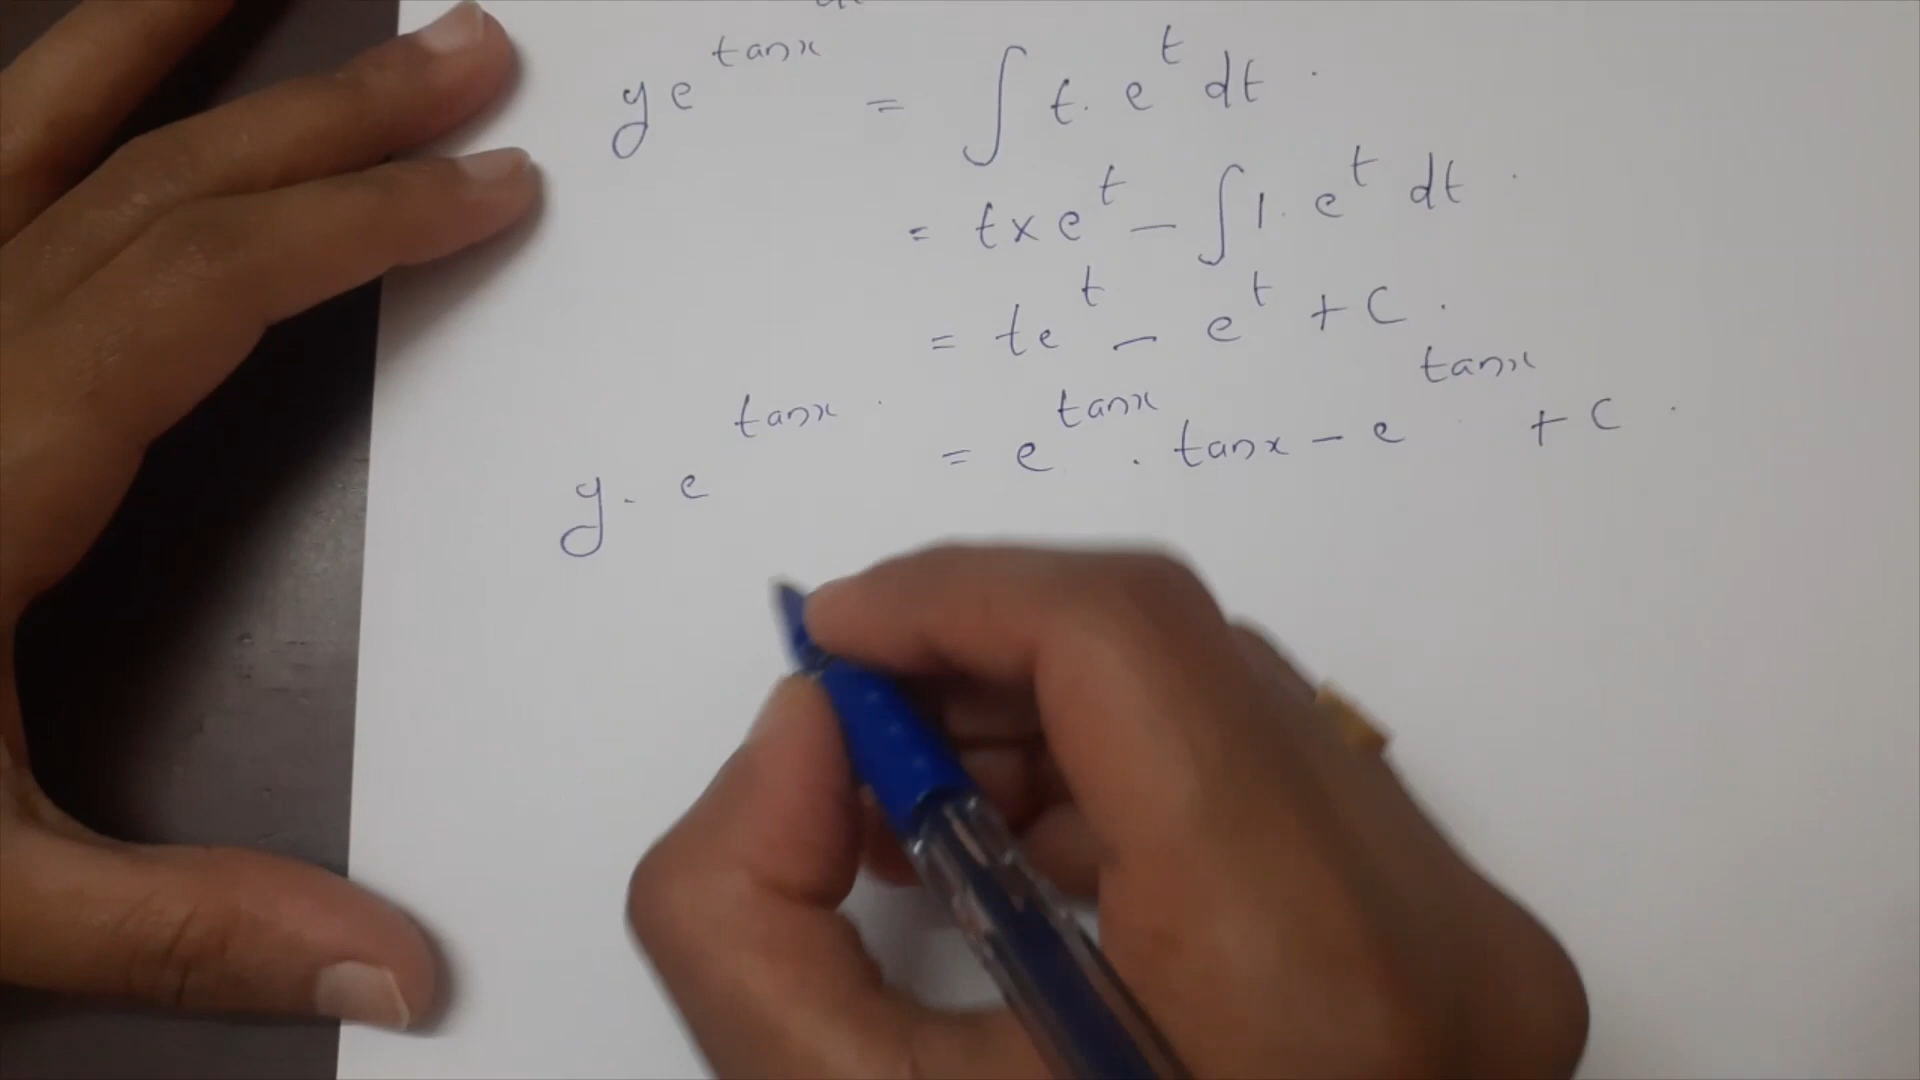 ye^tanx = ∫ t. e^t dt.
= t×e^t − ∫ 1. e^t dt.
= te^t − e^t + C.
y. e^tanx = e^tanx . tanx − e^tanx + C.